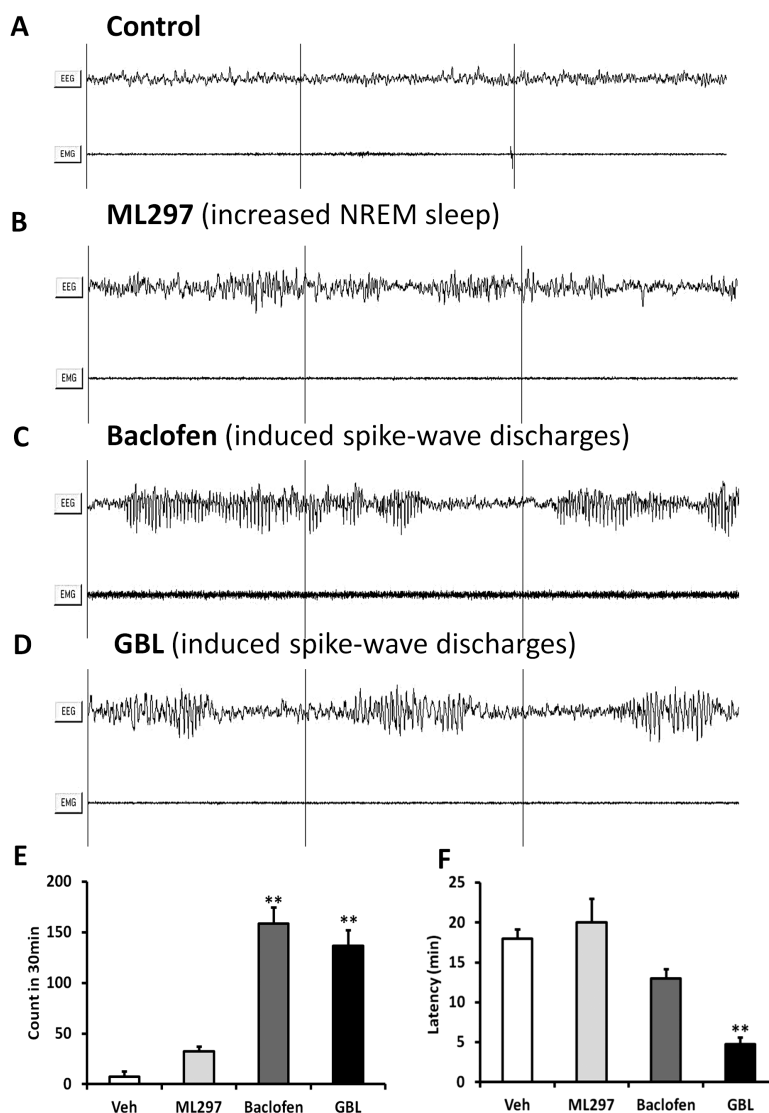 A Control
EEG
EMG
B ML297 (increased NREM sleep)
EEG
EMG
C Baclofen (induced spike-wave discharges)
EEG
EMG
D GBL (induced spike-wave discharges)
EEG
EMG
E
Count in 30min
200
150
100
50
0
**
**
Veh ML297 Baclofen GBL
F
Latency (min)
25
20
15
10
5
0
**
Veh ML297 Baclofen GBL